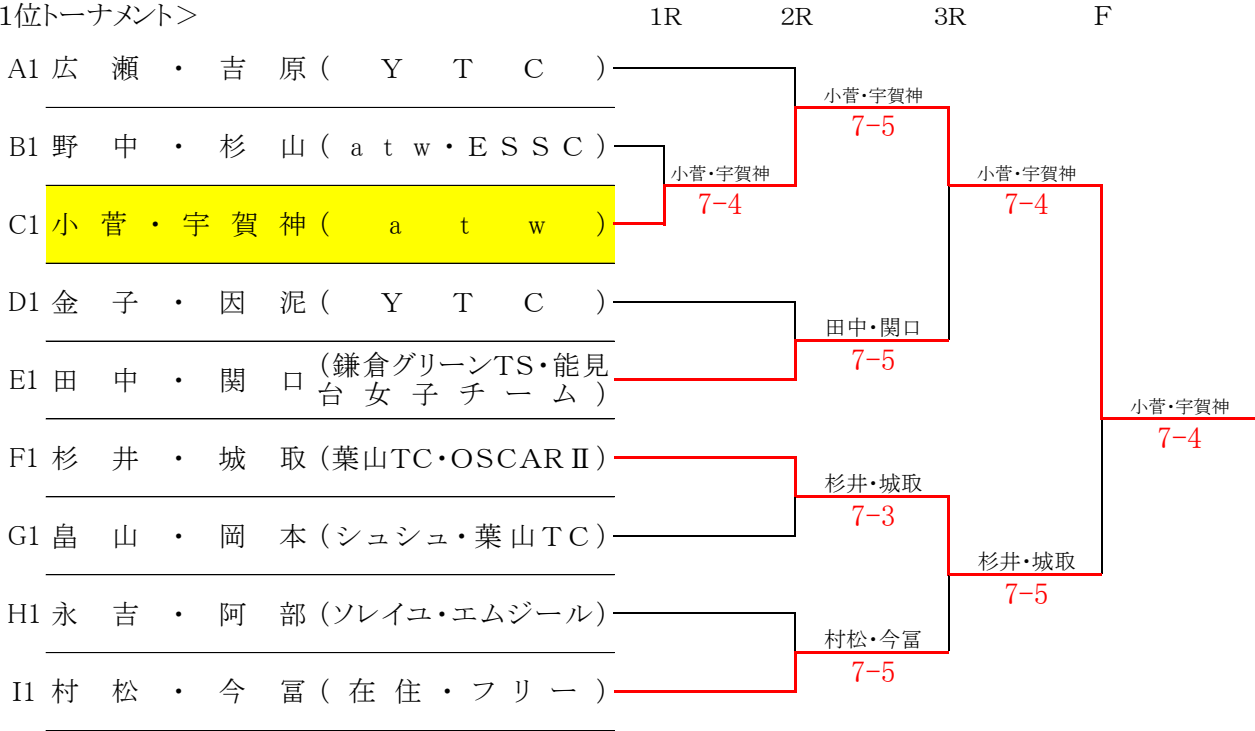 1位トーナメント＞ 1R 2R 3R F
A1 広瀬・吉原(YTC)
小菅・宇賀神
7-5
B1 野中・杉山(atw・ESSC)
小菅・宇賀神
7-4
小菅・宇賀神
7-4
C1 小菅・宇賀神(atw)
D1 金子・因泥(YTC)
田中・関口
7-5
E1 田中・関口(鎌倉グリーンTS・能見
台女子チーム)
小菅・宇賀神
7-4
F1 杉井・城取(葉山TC・OSCARⅡ)
杉井・城取
7-3
G1 畠山・岡本(シュシュ・葉山TC)
杉井・城取
7-5
H1 永吉・阿部(ソレイユ・エムジール)
村松・今冨
7-5
I1 村松・今冨(在住・フリー)